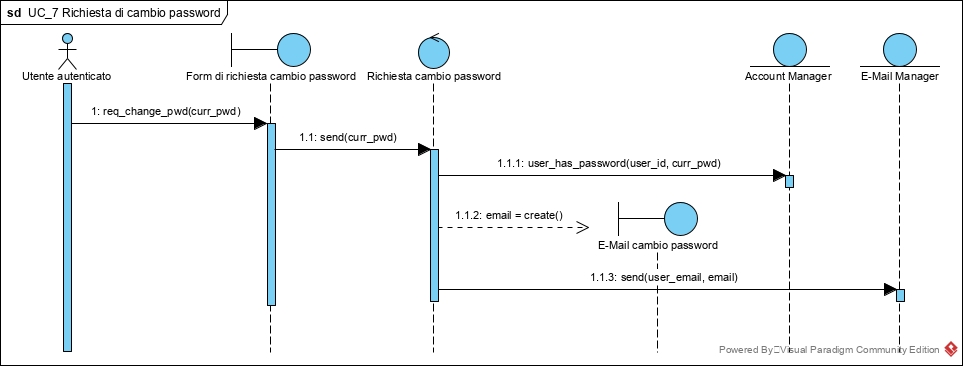 sd UC_7 Richiesta di cambio password
Utente autenticato
Form di richiesta cambio password
Richiesta cambio password
Account Manager
E-Mail Manager
1: req_change_pwd(curr_pwd)
1.1: send(curr_pwd)
1.1.1: user_has_password(user_id, curr_pwd)
1.1.2: email = create()
E-Mail cambio password
1.1.3: send(user_email, email)
Powered By Visual Paradigm Community Edition